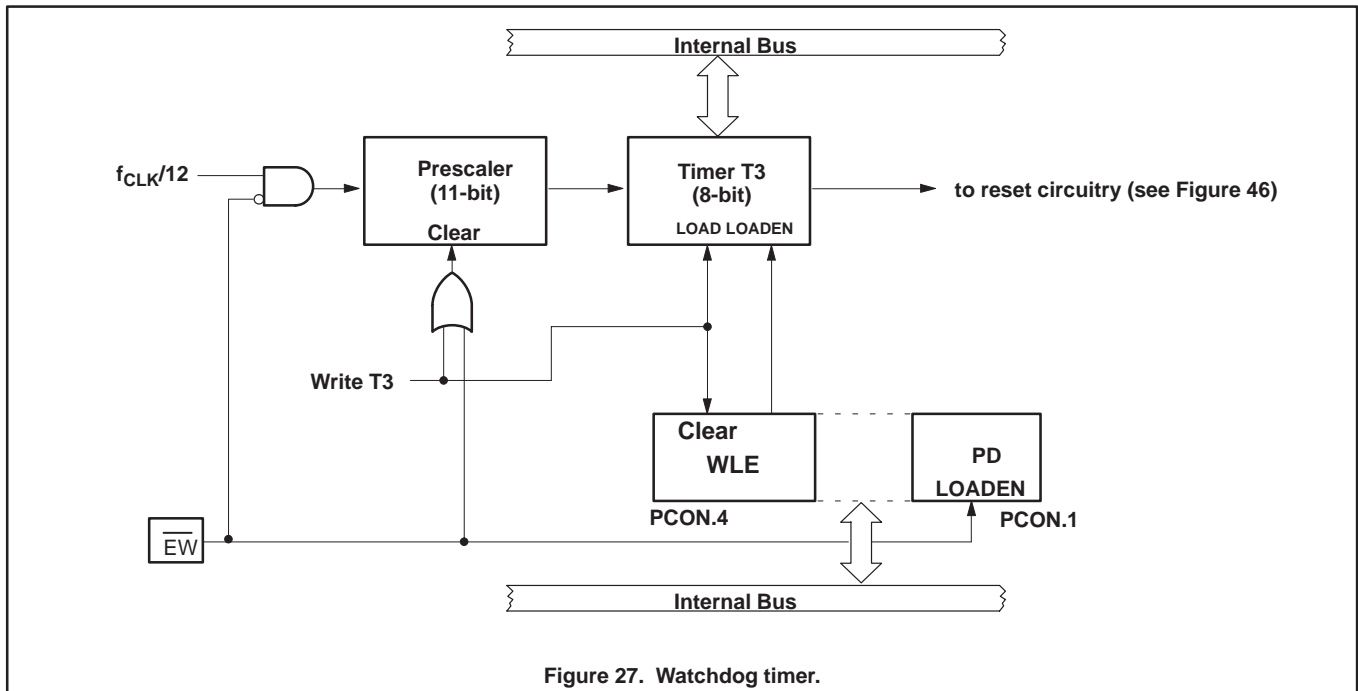 Internal Bus
fCLK/12
Prescaler
(11-bit)
Clear
Timer T3
(8-bit)
LOAD LOADEN
to reset circuitry (see Figure 46)
Write T3
Clear
WLE
PCON.4
PD
LOADEN
PCON.1
EW
Internal Bus
Figure 27. Watchdog timer.